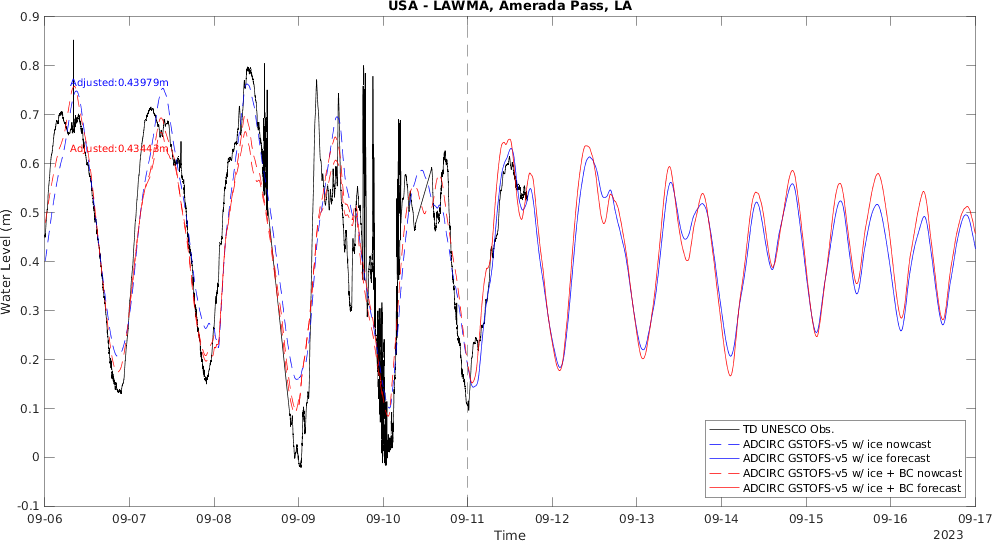 USA - LAWMA, Amerada Pass, LA
0.9
0.8
0.7
0.6
0.5
0.4
0.3
0.2
0.1
0
-0.1
Water Level (m)
Adjusted:0.43979m
Adjusted:0.43443m
TD UNESCO Obs.
ADCIRC GSTOFS-v5 w/ ice nowcast
ADCIRC GSTOFS-v5 w/ ice forecast
ADCIRC GSTOFS-v5 w/ ice + BC nowcast
ADCIRC GSTOFS-v5 w/ ice + BC forecast
09-06 09-07 09-08 09-09 09-10 09-11 09-12 09-13 09-14 09-15 09-16 09-17
Time
2023